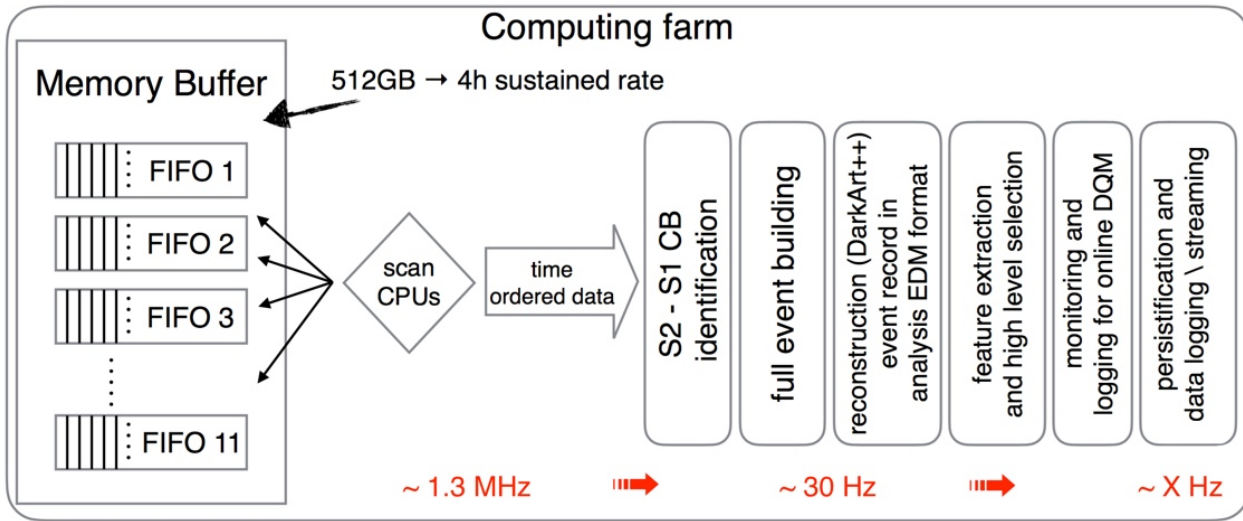 Computing farm
Memory Buffer
512GB → 4h sustained rate
FIFO 1
FIFO 2
FIFO 3
FIFO 11
scan
CPUs
time
ordered data
S2 - S1 CB
identification
full event building
reconstruction (DarkArt++)
event record in
analysis EDM format
feature extraction
and high level selection
monitoring and
logging for online DQM
persistification and
data logging \ streaming
~ 1.3 MHz
~ 30 Hz
~ X Hz